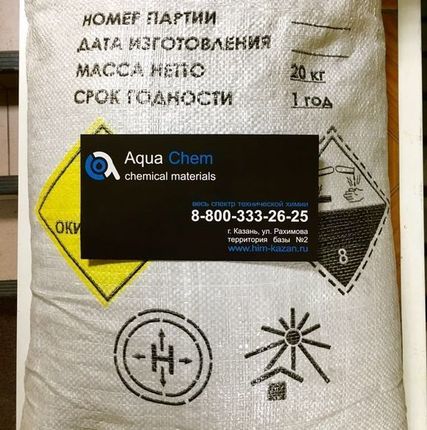 НОМЕР ПАРТИИ
ДАТА ИЗГОТОВЛЕНИЯ
МАССА НЕТТО 20 кг
СРОК ГОДНОСТИ 1 год
Aqua Chem
chemical materials
весь спектр технической химии
8-800-333-26-25
г. Казань, ул. Рахимова
территория базы №2
www.him-kazan.ru
ОКИ
8
Н